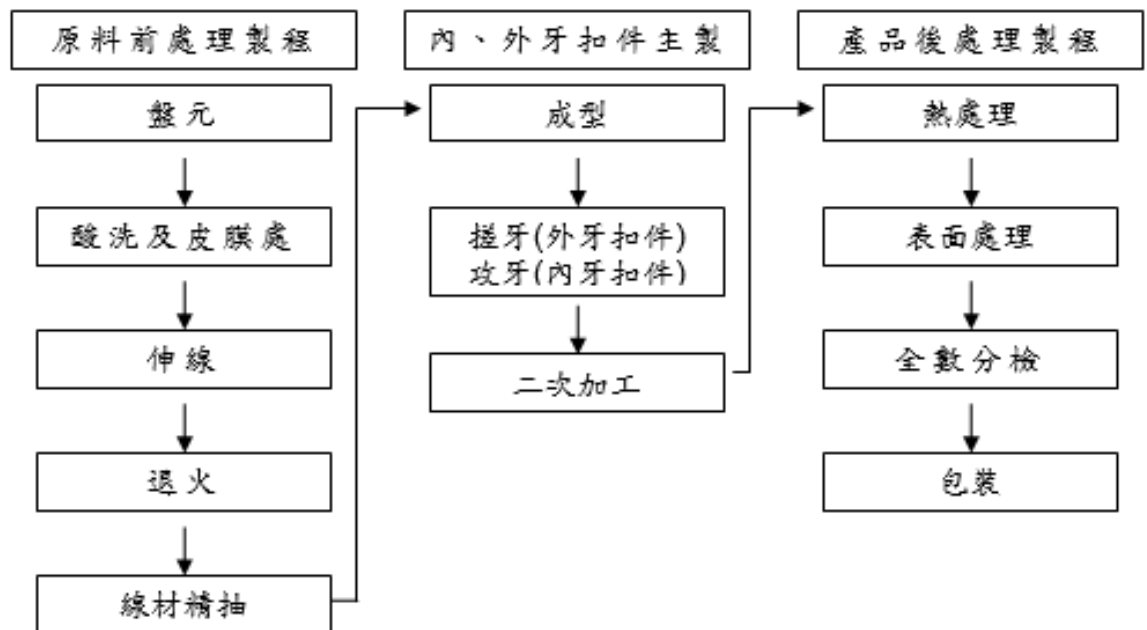 原料前處理製程
盤元
酸洗及皮膜處
伸線
退火
線材精抽
內、外牙扣件主製
成型
搓牙(外牙扣件)
攻牙(內牙扣件)
二次加工
產品後處理製程
熱處理
表面處理
全數分檢
包裝